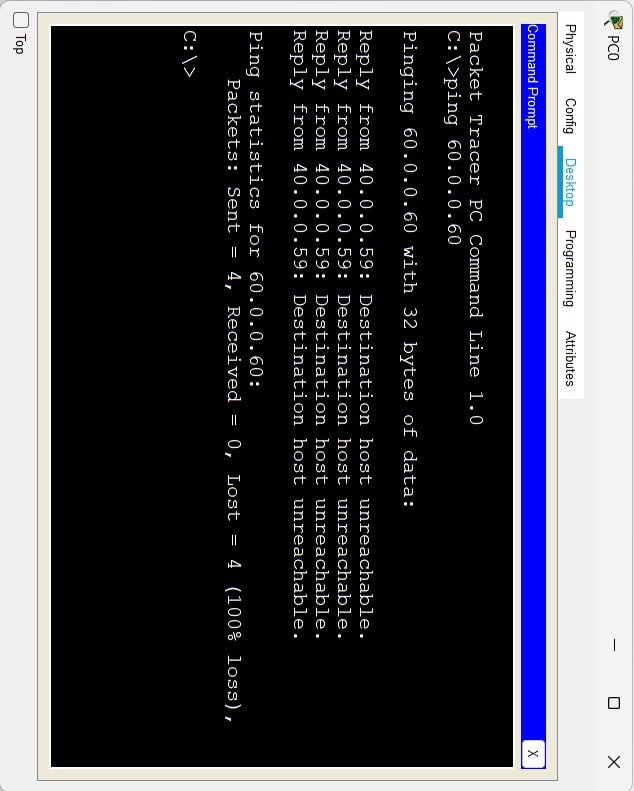 PC0
Physical Config Desktop Programming Attributes
Command Prompt
X
Packet Tracer PC Command Line 1.0
C:\>ping 60.0.0.60
Pinging 60.0.0.60 with 32 bytes of data:
Reply from 40.0.0.59: Destination host unreachable.
Reply from 40.0.0.59: Destination host unreachable.
Reply from 40.0.0.59: Destination host unreachable.
Reply from 40.0.0.59: Destination host unreachable.
Ping statistics for 60.0.0.60:
Packets: Sent = 4, Received = 0, Lost = 4 (100% loss),
C:\>
Top